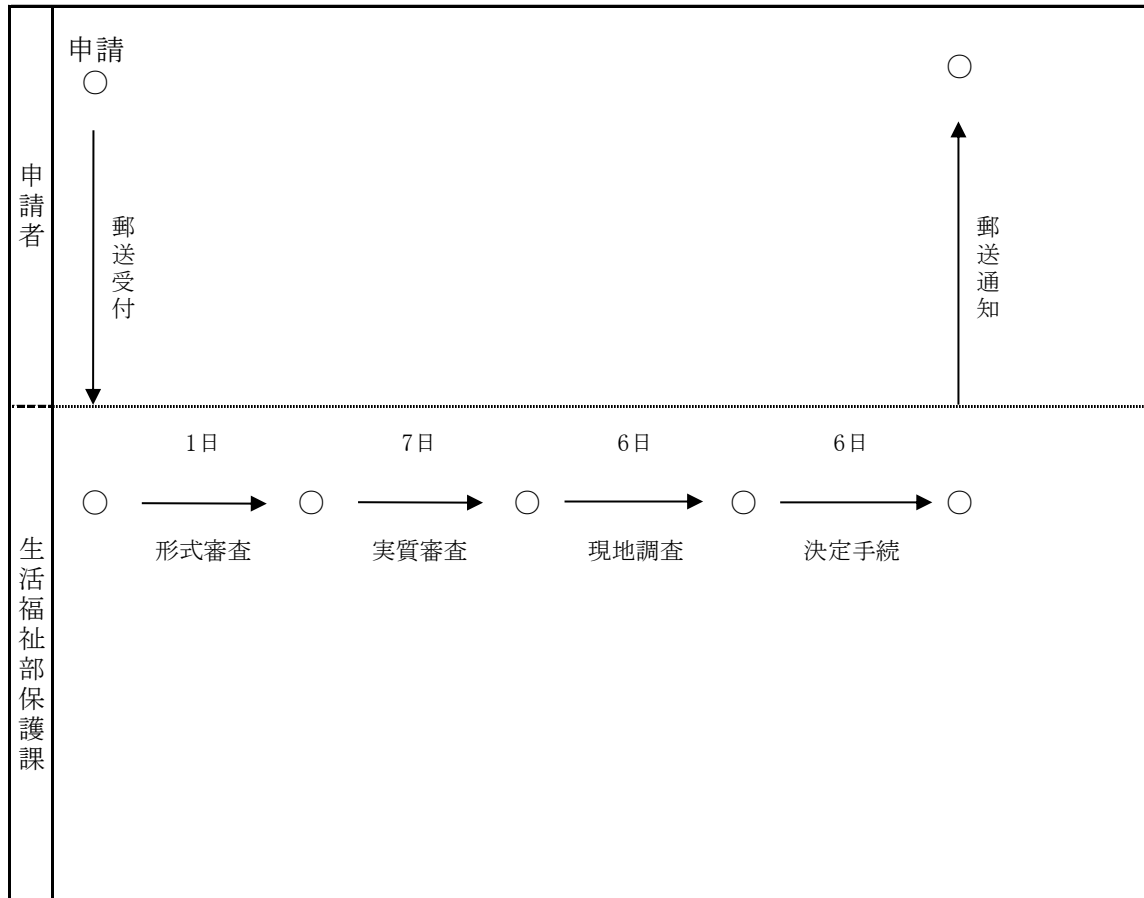 申請者
申請
郵送受付
郵送通知
生活福祉部保護課
1日
7日
6日
6日
形式審査
実質審査
現地調査
決定手続